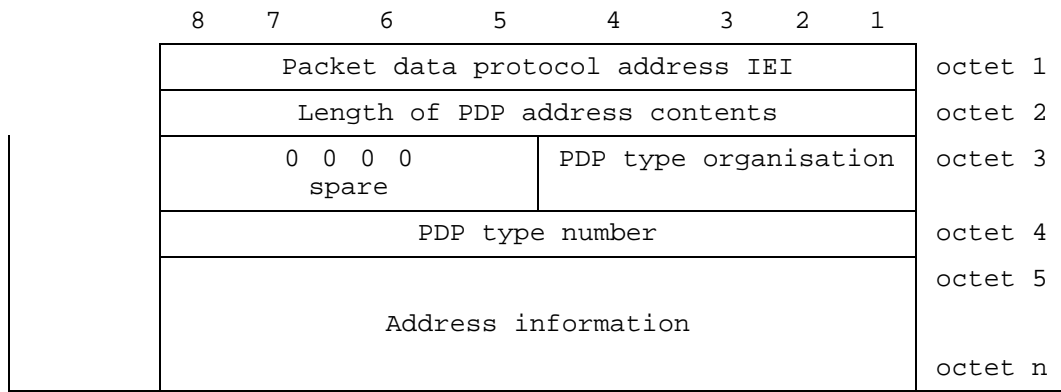 8 7 6 5 4 3 2 1
Packet data protocol address IEI octet 1
Length of PDP address contents octet 2
0 0 0 0 PDP type organisation octet 3
spare
PDP type number octet 4
octet 5
Address information
octet n